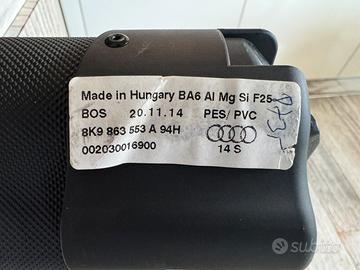 Made in Hungary BA6 Al Mg Si F25
BOS 20.11.14 PES/ PVC
8K9 863 553 A 94H
002030016900 14 S
subito